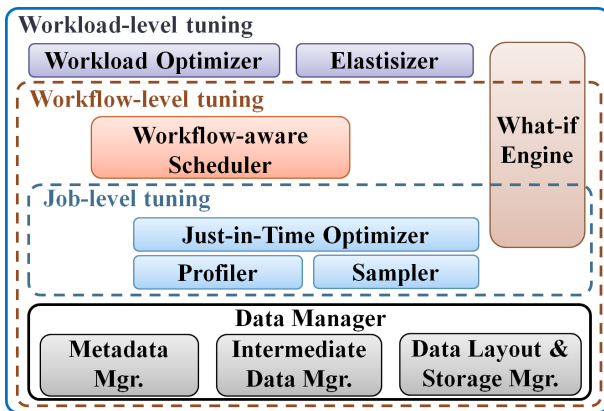 Workload-level tuning
Workload Optimizer
Elastisizer
Workflow-level tuning
What-if
Engine
Workflow-aware
Scheduler
Job-level tuning
Just-in-Time Optimizer
Profiler
Sampler
Data Manager
Metadata
Mgr.
Intermediate
Data Mgr.
Data Layout &
Storage Mgr.